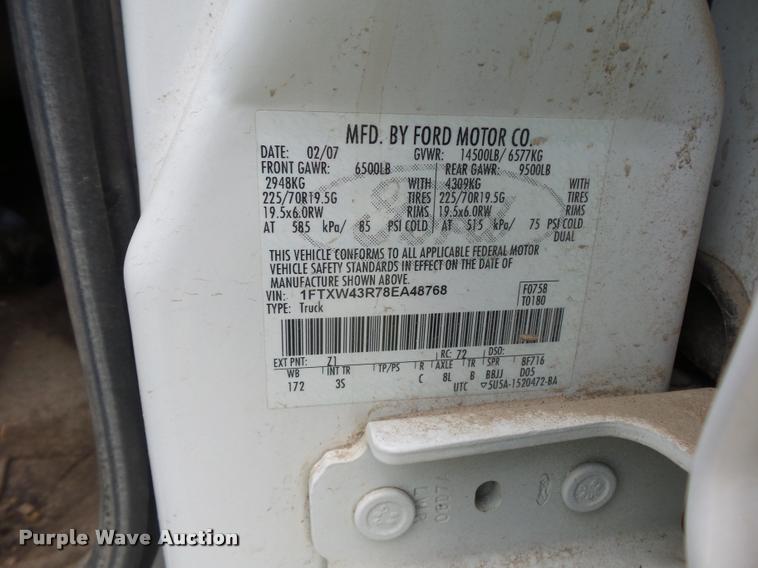 MFD. BY FORD MOTOR CO.
DATE: 02/07 GVWR: 14500LB/ 6577KG
FRONT GAWR: 6500LB REAR GAWR: 9500LB
2948KG WITH 4309KG WITH
225/70R19.5G TIRES 225/70R19.5G TIRES
19.5x6.0RW RIMS 19.5x6.0RW RIMS
AT 585 kPa/ 85 PSI COLD AT 515 kPa/ 75 PSI COLD
DUAL
THIS VEHICLE CONFORMS TO ALL APPLICABLE FEDERAL MOTOR
VEHICLE SAFETY STANDARDS IN EFFECT ON THE DATE OF
MANUFACTURE SHOWN ABOVE.
VIN: 1FTXW43R78EA48768 F0758
TYPE: Truck T0180
EXT PNT: Z1 RC: 72 DSO:
WB INT TR TP/PS R AXLE TR SPR BF716
172 3S C 8L B BBJJ D05
UTC ▽5U5A-1520472-BA
Purple Wave Auction